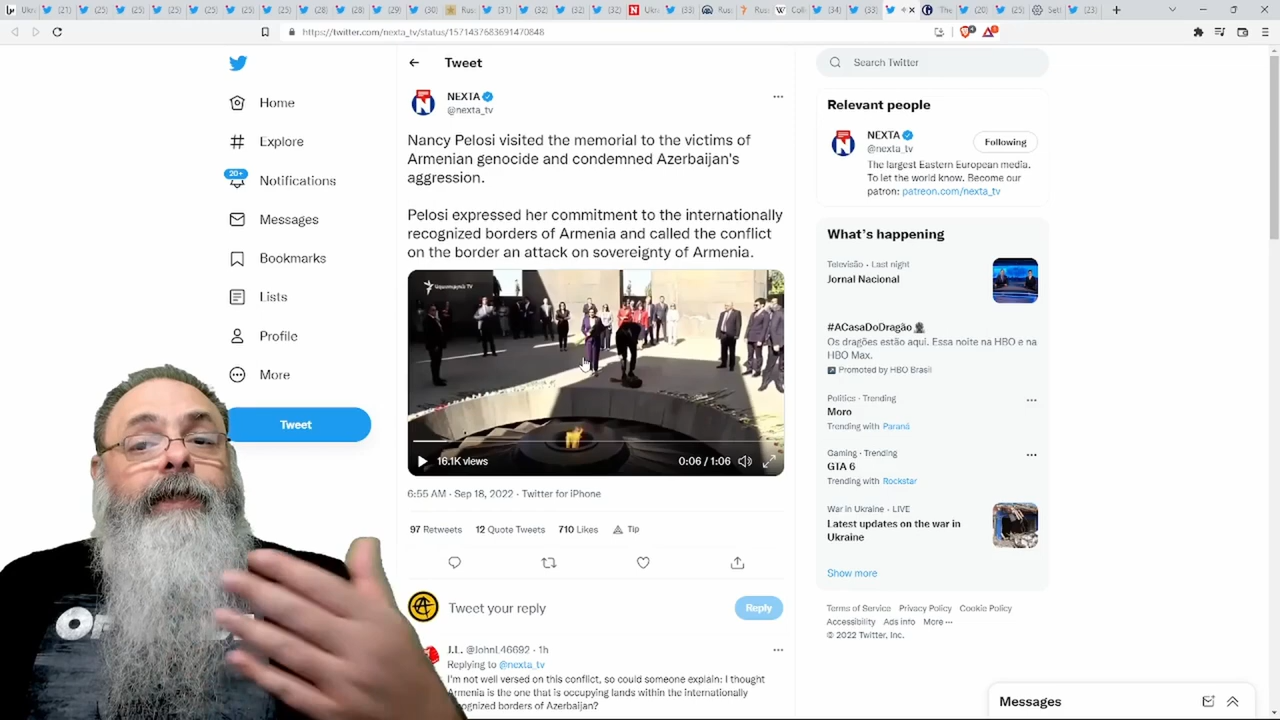 https://twitter.com/nexta_tv/status/1571437683691470848
Home
Explore
20+
Notifications
Messages
Bookmarks
Lists
Profile
More
Tweet
Tweet
NEXTA
@nexta_tv
Nancy Pelosi visited the memorial to the victims of
Armenian genocide and condemned Azerbaijan's
aggression.
Pelosi expressed her commitment to the internationally
recognized borders of Armenia and called the conflict
on the border an attack on sovereignty of Armenia.
16.1K views
0:06 / 1:06
6:55 AM · Sep 18, 2022 · Twitter for iPhone
97 Retweets 12 Quote Tweets 710 Likes Tip
Tweet your reply
Reply
J.L. @JohnL46692 · 1h
Replying to @nexta_tv
I'm not well versed on this conflict, so could someone explain: I thought
Armenia is the one that is occupying lands within the internationally
recognized borders of Azerbaijan?
Search Twitter
Relevant people
NEXTA
@nexta_tv
Following
The largest Eastern European media.
To let the world know. Become our
patron: patreon.com/nexta_tv
What's happening
Televisão · Last night
Jornal Nacional
#ACasaDoDragão
Os dragões estão aqui. Essa noite na HBO e na
HBO Max.
Promoted by HBO Brasil
Politics · Trending
Moro
Trending with Paraná
Gaming · Trending
GTA 6
Trending with Rockstar
War in Ukraine · LIVE
Latest updates on the war in
Ukraine
Show more
Terms of Service Privacy Policy Cookie Policy
Accessibility Ads info More ···
© 2022 Twitter, Inc.
Messages